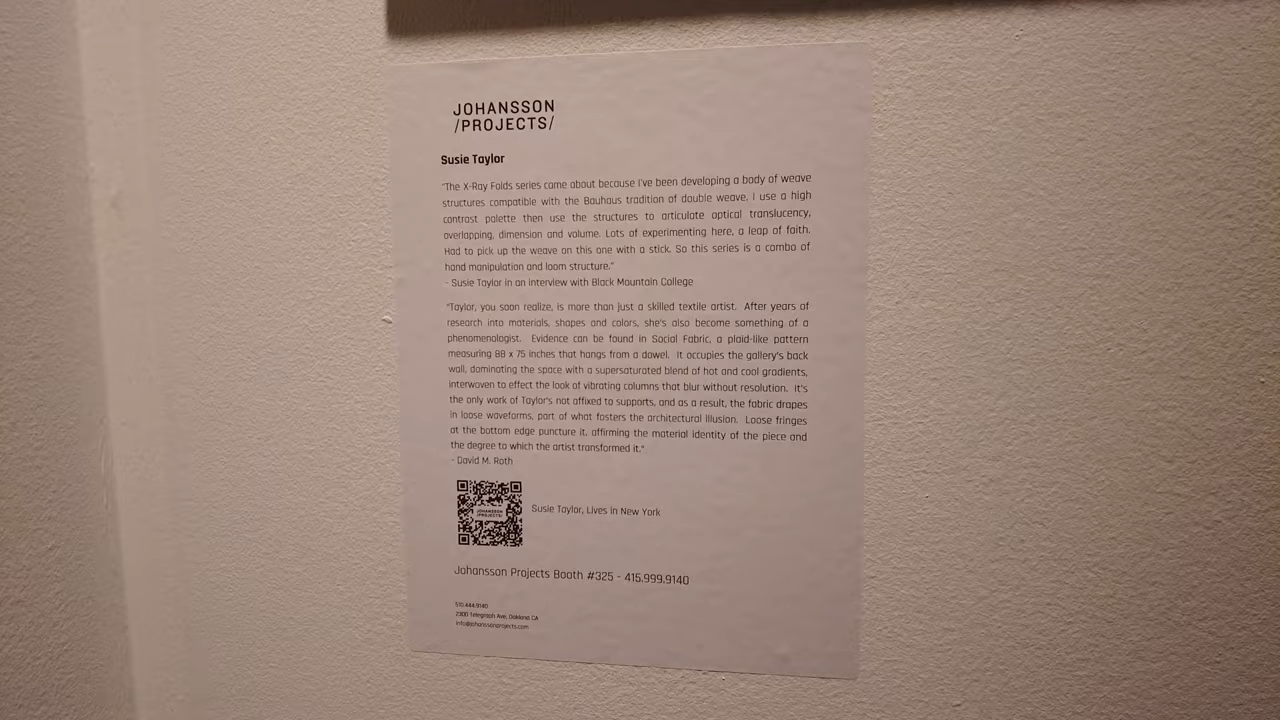 JOHANSSON
/PROJECTS/
Susie Taylor
"The X-Ray Folds series came about because I've been developing a body of weave
structures compatible with the Bauhaus tradition of double weave. I use a high
contrast palette then use the structures to articulate optical translucency,
overlapping, dimension and volume. Lots of experimenting here, a leap of faith.
Had to pick up the weave on this one with a stick. So this series is a combo of
hand manipulation and loom structure."
- Susie Taylor in an interview with Black Mountain College
"Taylor, you soon realize, is more than just a skilled textile artist. After years of
research into materials, shapes and colors, she's also become something of a
phenomenologist. Evidence can be found in Social Fabric, a plaid-like pattern
measuring 88 x 75 inches that hangs from a dowel. It occupies the gallery's back
wall, dominating the space with a supersaturated blend of hot and cool gradients,
interwoven to effect the look of vibrating columns that blur without resolution. It's
the only work of Taylor's not affixed to supports, and as a result, the fabric drapes
in loose waveforms, part of what fosters the architectural illusion. Loose fringes
at the bottom edge puncture it, affirming the material identity of the piece and
the degree to which the artist transformed it."
- David M. Roth
JOHANSSON
/PROJECTS/
Susie Taylor, Lives in New York
Johansson Projects Booth #325 - 415.999.9140
510.444.9140
2300 Telegraph Ave, Oakland CA
info@johanssonprojects.com